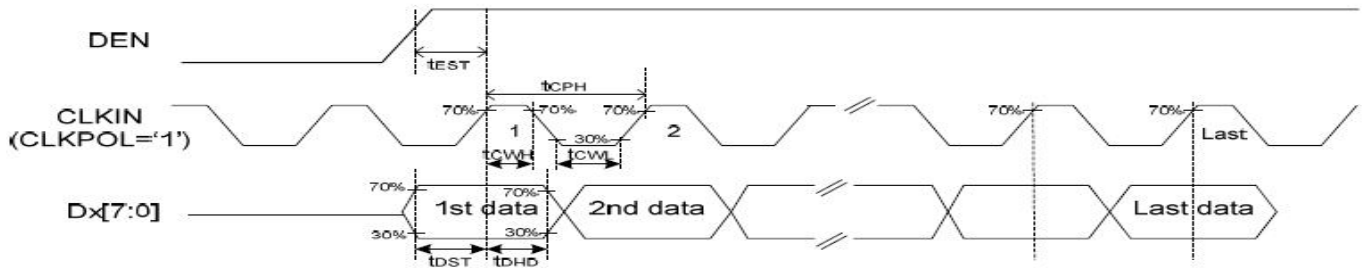 DEN
tEST
tCPH
CLKIN
(CLKPOL='1')
70% 70% 70% 70% 70%
1 2 Last
30%
tCWH tCWL
70% 70%
Dx[7:0] 1st data 2nd data Last data
30% 30%
tDST tDHD